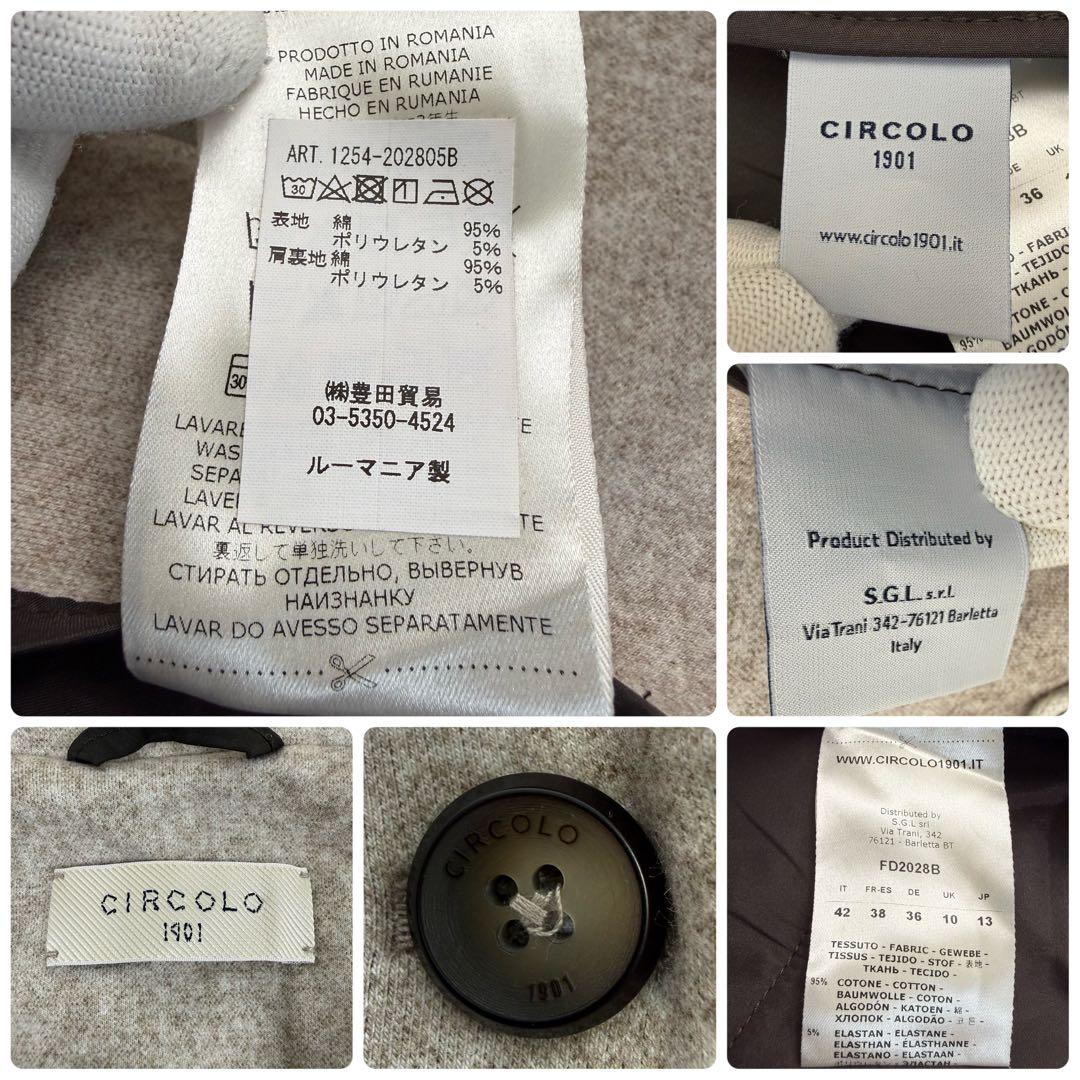 PRODOTTO IN ROMANIA
MADE IN ROMANIA
FABRIQUE EN RUMANIE
HECHO EN RUMANIA
ART. 1254-202805B
30
表地 綿 95%
ポリウレタン 5%
肩裏地 綿 95%
ポリウレタン 5%
㈱豊田貿易
03-5350-4524
ルーマニア製
30
LAVAR AL
裏返して単独洗いして下さい。
СТИРАТЬ ОТДЕЛЬНО, ВЫВЕРНУВ
НАИЗНАНКУ
LAVAR DO AVESSO SEPARATAMENTE
CIRCOLO
1901
www.circolo1901.it
BT
UK
36
95%
Product Distributed by
S.G.L. s.r.l.
Via Trani 342-76121 Barletta
Italy
CIRCOLO
1901
CIRCOLO
1901
WWW.CIRCOLO1901.IT
Distributed by
S.G.L srl
Via Trani, 342
76121 - Barletta BT
FD2028B
IT FR-ES DE UK JP
42 38 36 10 13
TESSUTO - FABRIC - GEWEBE -
TISSUS - TEJIDO - STOF - 表地 -
ТКАНЬ - TECIDO -
95% COTONE - COTTON -
BAUMWOLLE - COTON -
ALGODÓN - KATOEN - 綿 -
ХЛОПОК - ALGODÃO - 코튼 -
5% ELASTAN - ELASTANE -
ELASTHAN - ÉLASTHANNE -
ELASTANO - ELASTAAN -